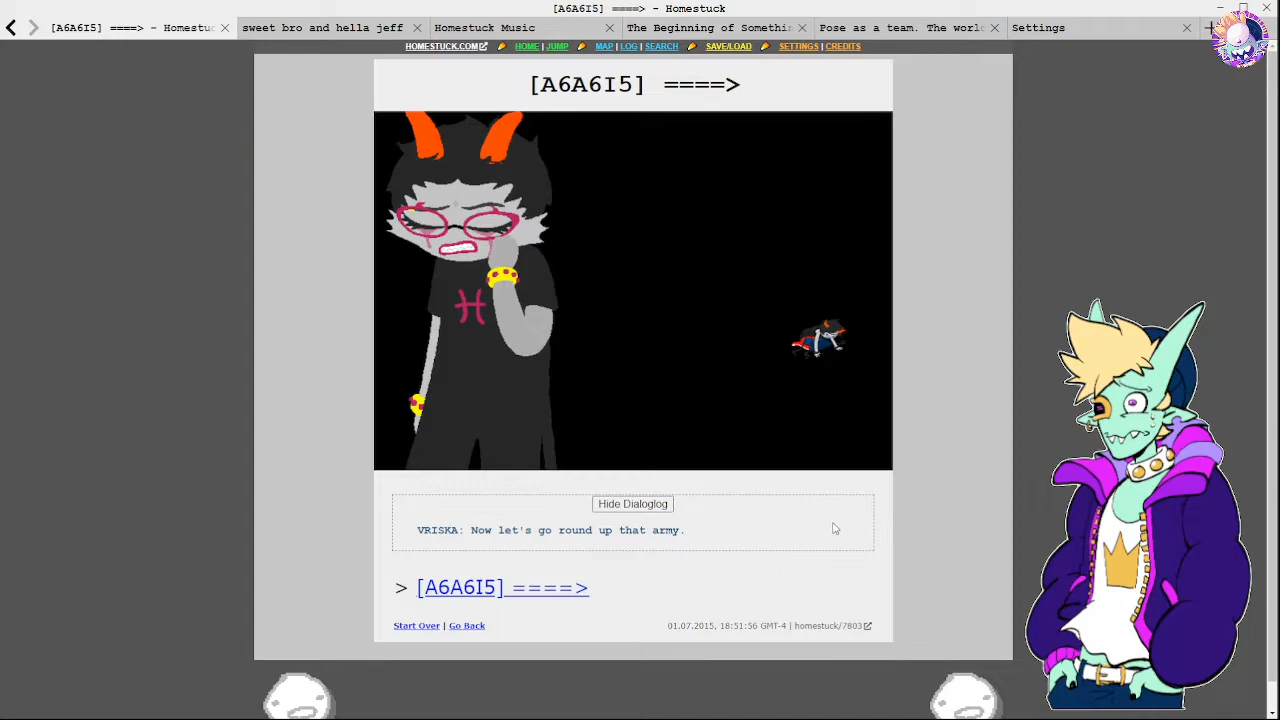 [A6A6I5] ====> - Homestuck
[A6A6I5] ====> - Homestuc
sweet bro and hella jeff
Homestuck Music
The Beginning of Somethin
Pose as a team. The world
Settings
HOMESTUCK.COM
HOME | JUMP
MAP | LOG | SEARCH
SAVE/LOAD
SETTINGS | CREDITS
[A6A6I5] ====>
Hide Dialoglog
VRISKA: Now let's go round up that army.
> [A6A6I5] ====>
Start Over | Go Back
01.07.2015, 18:51:56 GMT-4 | homestuck/7803